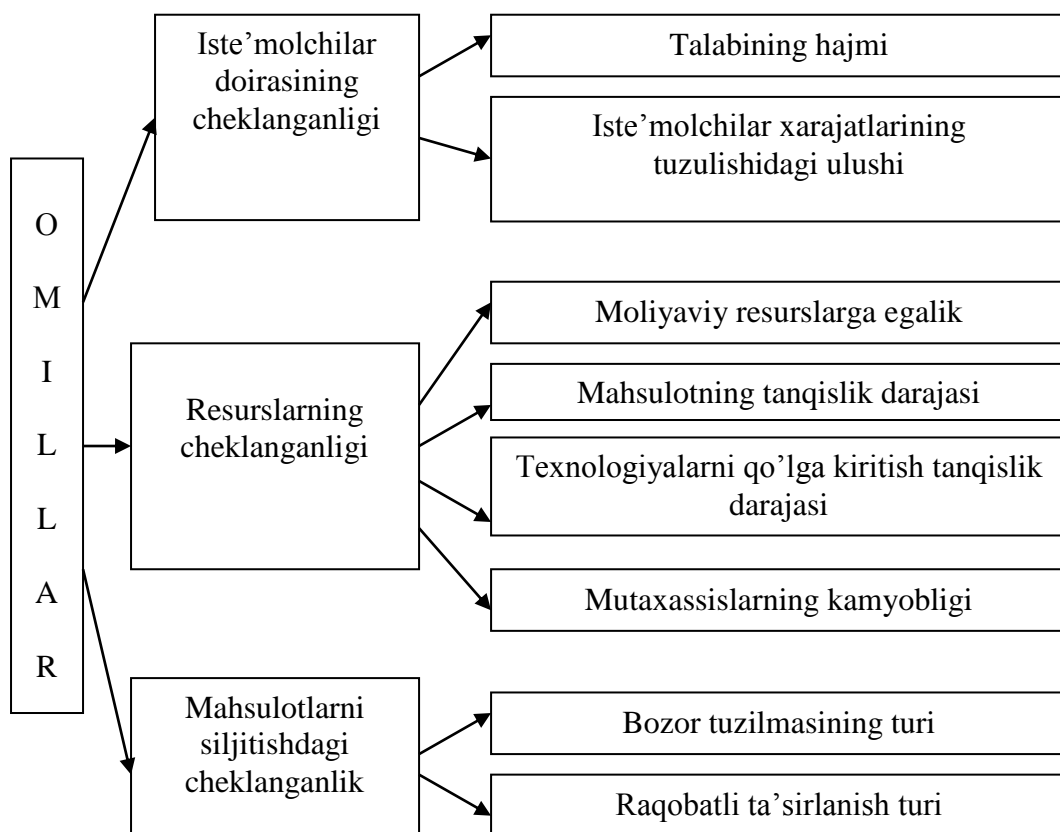 O
M
I
L
L
A
R
Iste’molchilar
doirasining
cheklanganligi
Talabining hajmi
Iste’molchilar xarajatlarining
tuzulishidagi ulushi
Resurslarning
cheklanganligi
Moliyaviy resurslarga egalik
Mahsulotning tanqislik darajasi
Texnologiyalarni qo’lga kiritish tanqislik
darajasi
Mutaxassislarning kamyobligi
Mahsulotlarni
siljitishdagi
cheklanganlik
Bozor tuzilmasining turi
Raqobatli ta’sirlanish turi